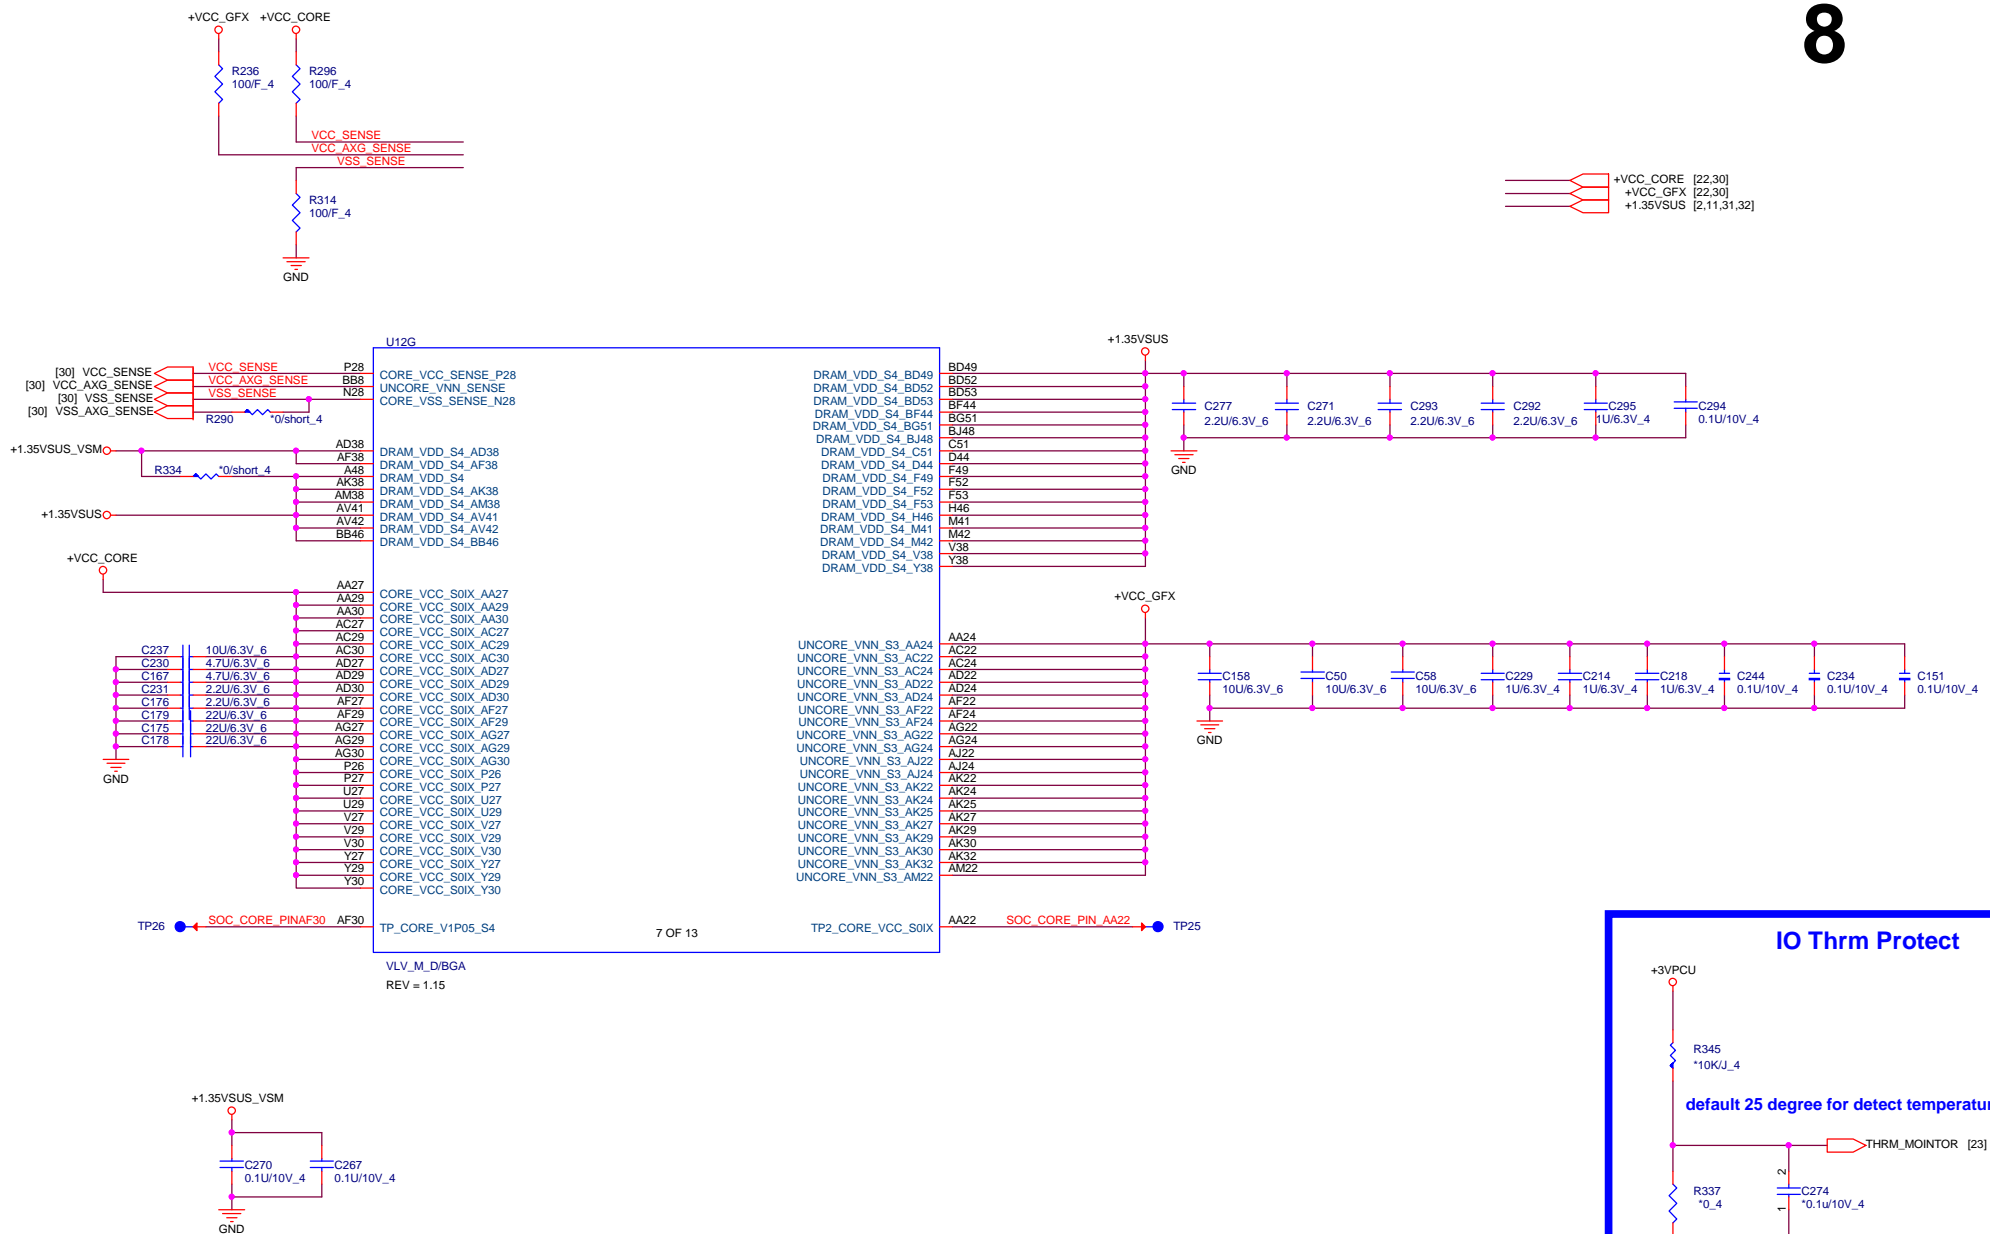 8
+VCC_GFX +VCC_CORE
R236
100/F_4
R296
100/F_4
VCC_SENSE
VCC_AXG_SENSE
VSS_SENSE
R314
100/F_4
GND
+VCC_CORE [22,30]
+VCC_GFX [22,30]
+1.35VSUS [2,11,31,32]
U12G
[30] VCC_SENSE VCC_SENSE P28 CORE_VCC_SENSE_P28
[30] VCC_AXG_SENSE VCC_AXG_SENSE BB8 UNCORE_VNN_SENSE
[30] VSS_SENSE VSS_SENSE N28 CORE_VSS_SENSE_N28
[30] VSS_AXG_SENSE
R290 *0/short_4
+1.35VSUS_VSM
AD38 DRAM_VDD_S4_AD38
AF38 DRAM_VDD_S4_AF38
R334 *0/short_4 A48 DRAM_VDD_S4
AK38 DRAM_VDD_S4_AK38
AM38 DRAM_VDD_S4_AM38
+1.35VSUS AV41 DRAM_VDD_S4_AV41
AV42 DRAM_VDD_S4_AV42
BB46 DRAM_VDD_S4_BB46
+VCC_CORE
AA27 CORE_VCC_S0IX_AA27
AA29 CORE_VCC_S0IX_AA29
AA30 CORE_VCC_S0IX_AA30
AC27 CORE_VCC_S0IX_AC27
AC29 CORE_VCC_S0IX_AC29
C237 10U/6.3V_6 AC30 CORE_VCC_S0IX_AC30
C230 4.7U/6.3V_6 AD27 CORE_VCC_S0IX_AD27
C167 4.7U/6.3V_6 AD29 CORE_VCC_S0IX_AD29
C231 2.2U/6.3V_6 AD30 CORE_VCC_S0IX_AD30
C176 2.2U/6.3V_6 AF27 CORE_VCC_S0IX_AF27
C179 22U/6.3V_6 AF29 CORE_VCC_S0IX_AF29
C175 22U/6.3V_6 AG27 CORE_VCC_S0IX_AG27
C178 22U/6.3V_6 AG29 CORE_VCC_S0IX_AG29
AG30 CORE_VCC_S0IX_AG30
GND
P26 CORE_VCC_S0IX_P26
P27 CORE_VCC_S0IX_P27
U27 CORE_VCC_S0IX_U27
U29 CORE_VCC_S0IX_U29
V27 CORE_VCC_S0IX_V27
V29 CORE_VCC_S0IX_V29
V30 CORE_VCC_S0IX_V30
Y27 CORE_VCC_S0IX_Y27
Y29 CORE_VCC_S0IX_Y29
Y30 CORE_VCC_S0IX_Y30
TP26 SOC_CORE_PINAF30 AF30 TP_CORE_V1P05_S4
7 OF 13
VLV_M_D/BGA
REV = 1.15
+1.35VSUS
DRAM_VDD_S4_BD49 BD49
DRAM_VDD_S4_BD52 BD52
DRAM_VDD_S4_BD53 BD53
DRAM_VDD_S4_BF44 BF44
DRAM_VDD_S4_BG51 BG51
DRAM_VDD_S4_BJ48 BJ48
DRAM_VDD_S4_C51 C51
DRAM_VDD_S4_D44 D44
DRAM_VDD_S4_F49 F49
DRAM_VDD_S4_F52 F52
DRAM_VDD_S4_F53 F53
DRAM_VDD_S4_H46 H46
DRAM_VDD_S4_M41 M41
DRAM_VDD_S4_M42 M42
DRAM_VDD_S4_V38 V38
DRAM_VDD_S4_Y38 Y38
C277
2.2U/6.3V_6
C271
2.2U/6.3V_6
C293
2.2U/6.3V_6
C292
2.2U/6.3V_6
C295
1U/6.3V_4
C294
0.1U/10V_4
GND
+VCC_GFX
UNCORE_VNN_S3_AA24 AA24
UNCORE_VNN_S3_AC22 AC22
UNCORE_VNN_S3_AC24 AC24
UNCORE_VNN_S3_AD22 AD22
UNCORE_VNN_S3_AD24 AD24
UNCORE_VNN_S3_AF22 AF22
UNCORE_VNN_S3_AF24 AF24
UNCORE_VNN_S3_AG22 AG22
UNCORE_VNN_S3_AG24 AG24
UNCORE_VNN_S3_AJ22 AJ22
UNCORE_VNN_S3_AJ24 AJ24
UNCORE_VNN_S3_AK22 AK22
UNCORE_VNN_S3_AK24 AK24
UNCORE_VNN_S3_AK25 AK25
UNCORE_VNN_S3_AK27 AK27
UNCORE_VNN_S3_AK29 AK29
UNCORE_VNN_S3_AK30 AK30
UNCORE_VNN_S3_AK32 AK32
UNCORE_VNN_S3_AM22 AM22
TP2_CORE_VCC_S0IX AA22 SOC_CORE_PIN_AA22 TP25
C158
10U/6.3V_6
C50
10U/6.3V_6
C58
10U/6.3V_6
C229
1U/6.3V_4
C214
1U/6.3V_4
C218
1U/6.3V_4
C244
0.1U/10V_4
C234
0.1U/10V_4
C151
0.1U/10V_4
GND
+1.35VSUS_VSM
C270
0.1U/10V_4
C267
0.1U/10V_4
GND
IO Thrm Protect
+3VPCU
R345
*10K/J_4
default 25 degree for detect temperatu
THRM_MOINTOR [23]
R337
*0_4
2
C274
*0.1u/10V_4
1